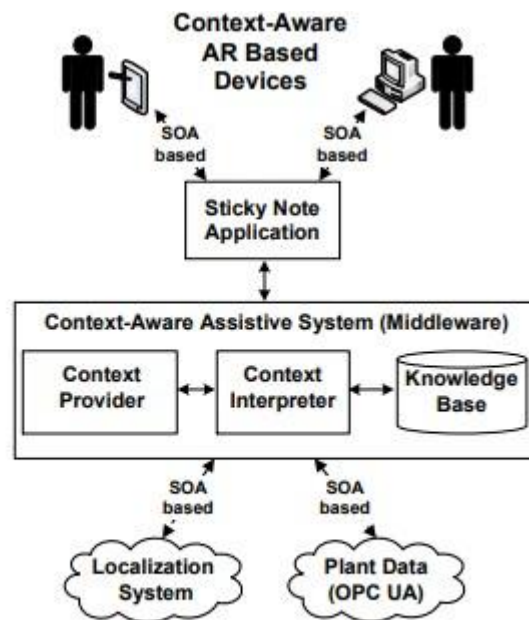 Context-Aware
AR Based
Devices
SOA
based
SOA
based
Sticky Note
Application
Context-Aware Assistive System (Middleware)
Context
Provider
Context
Interpreter
Knowledge
Base
SOA
based
SOA
based
Localization
System
Plant Data
(OPC UA)